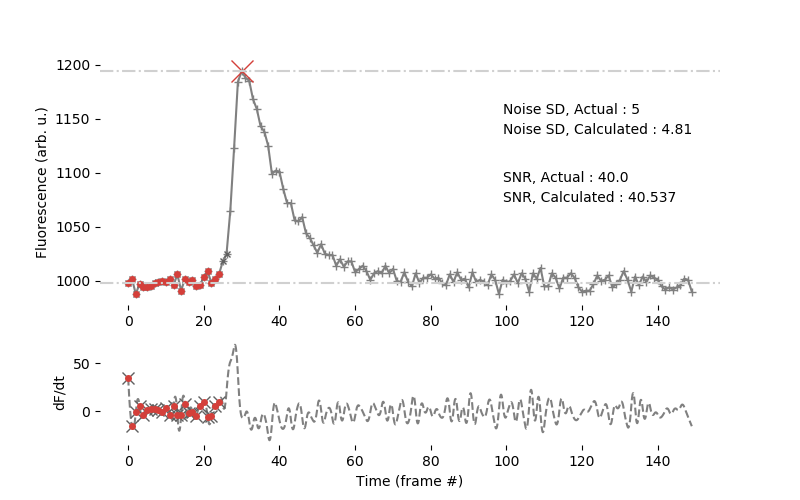 1200
1150
1100
1050
1000
Fluorescence (arb. u.)
Noise SD, Actual : 5
Noise SD, Calculated : 4.81
SNR, Actual : 40.0
SNR, Calculated : 40.537
0 20 40 60 80 100 120 140
50
0
dF/dt
0 20 40 60 80 100 120 140
Time (frame #)